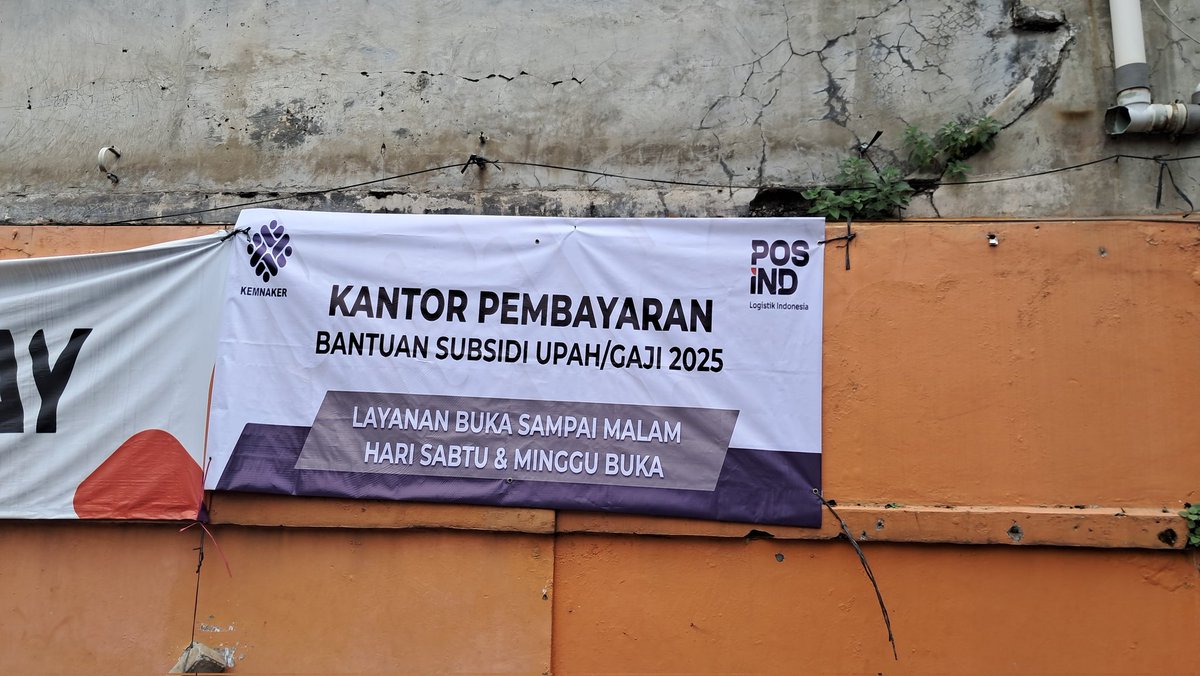 KEMNAKER
POS
IND
Logistik Indonesia
KANTOR PEMBAYARAN
BANTUAN SUBSIDI UPAH/GAJI 2025
LAYANAN BUKA SAMPAI MALAM
HARI SABTU & MINGGU BUKA